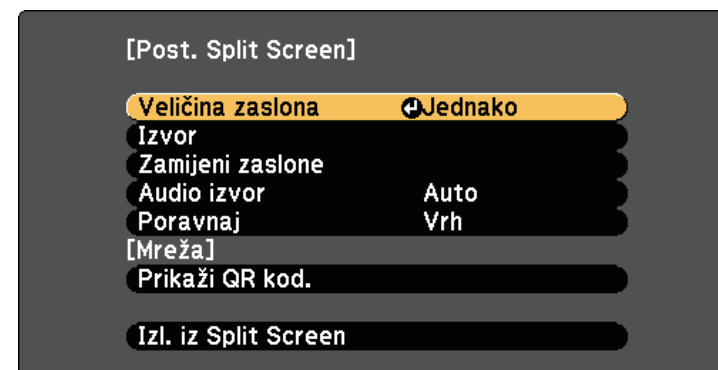 [Post. Split Screen]
Veličina zaslona Jednako
Izvor
Zamijeni zaslone
Audio izvor Auto
Poravnaj Vrh
[Mreža]
Prikaži QR kod.
Izl. iz Split Screen